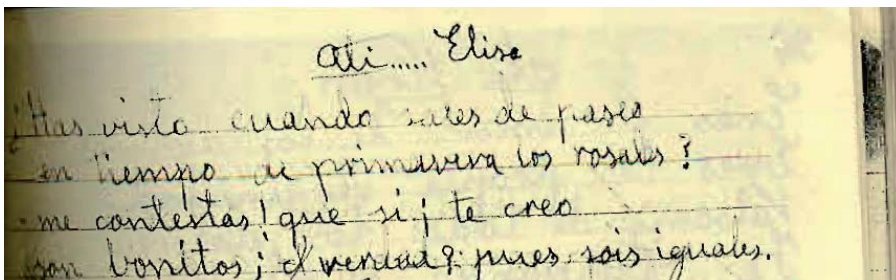 Ati..... Elisa
¿Has visto cuando sales de paseo
en tiempo de primavera los rosales?
me contestas! que si¡ te creo
son bonitos; ¿verdad? pues sois iguales.